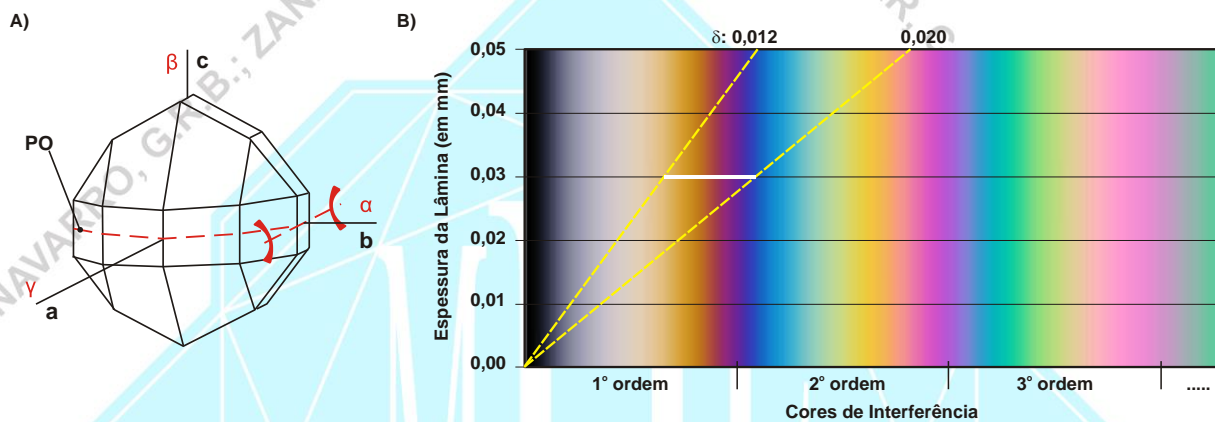 A)
β c
PO
α
b
γ
a
NAVARRO, G.R.B.; ZAN
B)
δ: 0,012 0,020
Espessura da Lâmina (em mm)
0,05
0,04
0,03
0,02
0,01
0,00
1° ordem 2° ordem 3° ordem .....
Cores de Interferência